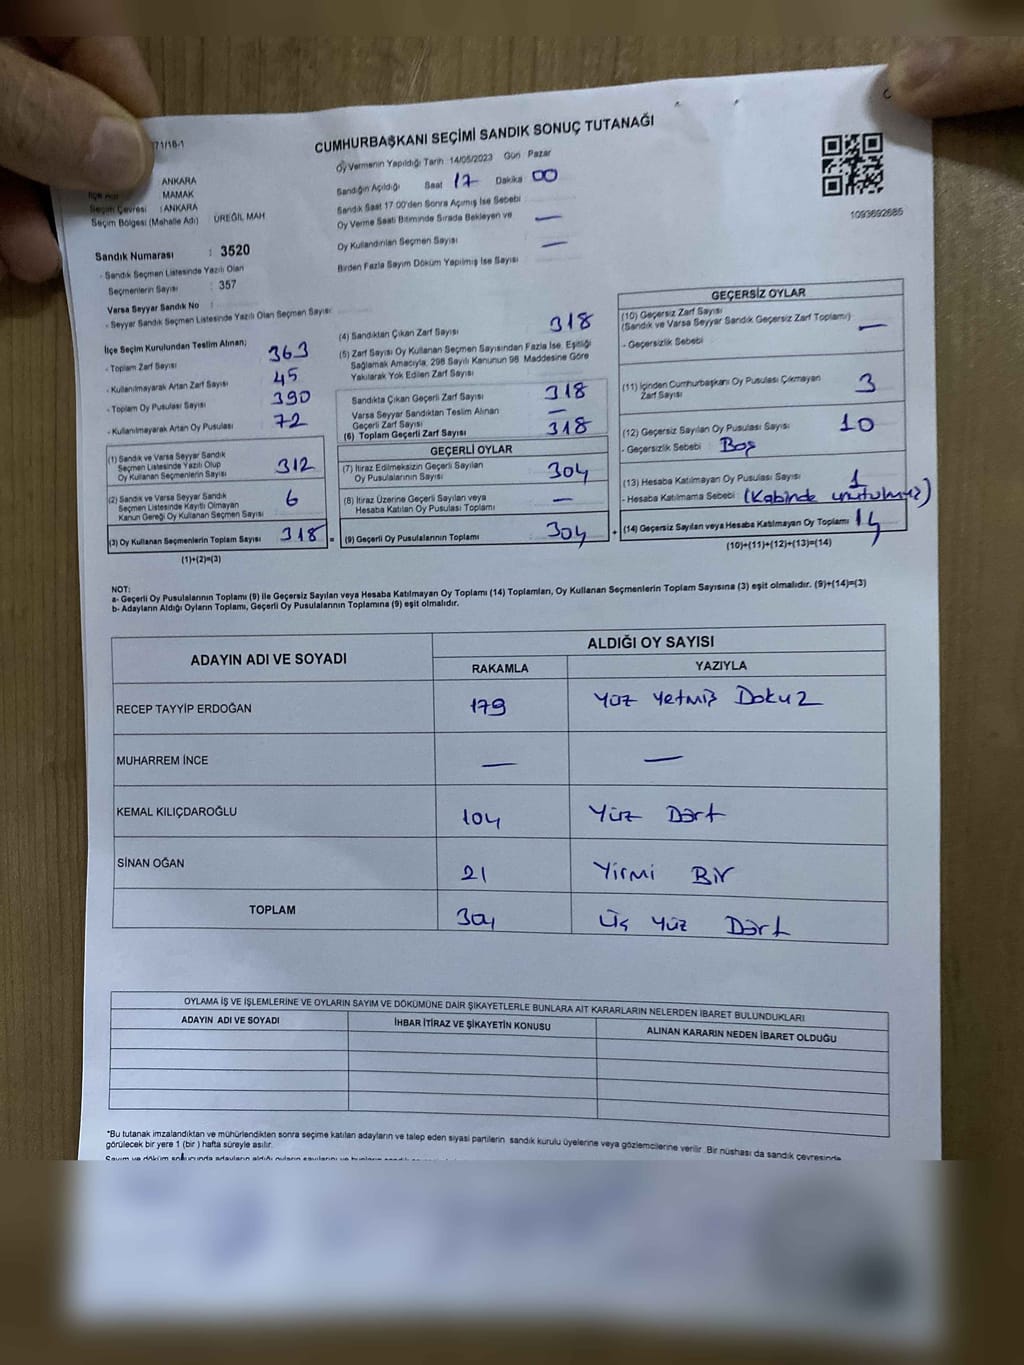 71/16-1
CUMHURBAŞKANI SEÇİMİ SANDIK SONUÇ TUTANAĞI
ANKARA
MAMAK
Seçim Çevresi : ANKARA
Seçim Bölgesi (Mahalle Adı) ÜREĞİL MAH
Oy Vermenin Yapıldığı Tarih 14/05/2023 Gün Pazar
Sandığın Açıldığı Saat 17 Dakika 00
Sandık Saat 17.00'den Sonra Açımış İse Sebebi
Oy Verme Saati Bitiminde Sırada Bekleyen ve —
Oy Kullandırılan Seçmen Sayısı —
Birden Fazla Sayım Döküm Yapılmış İse Sayısı
1093692685
Sandık Numarası : 3520
- Sandık Seçmen Listesinde Yazılı Olan
Seçmenlerin Sayısı : 357
Varsa Seyyar Sandık No :
- Seyyar Sandık Seçmen Listesinde Yazılı Olan Seçmen Sayısı:
İlçe Seçim Kurulundan Teslim Alınan;
- Toplam Zarf Sayısı 363
- Kullanılmayarak Artan Zarf Sayısı 45
- Toplam Oy Pusulası Sayısı 390
- Kullanılmayarak Artan Oy Pusulası 72
(1) Sandık ve Varsa Seyyar Sandık
Seçmen Listesinde Yazılı Olup
Oy Kullanan Seçmenlerin Sayısı 312
(2) Sandık ve Varsa Seyyar Sandık
Seçmen Listesinde Kayıtlı Olmayan
Kanun Gereği Oy Kullanan Seçmen Sayısı 6
(3) Oy Kullanan Seçmenlerin Toplam Sayısı 318 =
(1)+(2)=(3)
(4) Sandıktan Çıkan Zarf Sayısı 318
(5) Zarf Sayısı Oy Kullanan Seçmen Sayısından Fazla İse, Eşitliği
Sağlamak Amacıyla, 298 Sayılı Kanunun 98. Maddesine Göre
Yakılarak Yok Edilen Zarf Sayısı
Sandıkta Çıkan Geçerli Zarf Sayısı 318
Varsa Seyyar Sandıktan Teslim Alınan
Geçerli Zarf Sayısı —
(6) Toplam Geçerli Zarf Sayısı 318
GEÇERLİ OYLAR
(7) İtiraz Edilmeksizin Geçerli Sayılan
Oy Pusulalarının Sayısı 304
(8) İtiraz Üzerine Geçerli Sayılan veya
Hesaba Katılan Oy Pusulası Toplamı —
(9) Geçerli Oy Pusulalarının Toplamı 304 +
GEÇERSİZ OYLAR
(10) Geçersiz Zarf Sayısı
(Sandık ve Varsa Seyyar Sandık Geçersiz Zarf Toplamı) —
- Geçersizlik Sebebi
(11) İçinden Cumhurbaşkanı Oy Pusulası Çıkmayan
Zarf Sayısı 3
(12) Geçersiz Sayılan Oy Pusulası Sayısı 10
- Geçersizlik Sebebi : Boş
(13) Hesaba Katılmayan Oy Pusulası Sayısı 1
- Hesaba Katılmama Sebebi : (Kabinde unutulmuş)
(14) Geçersiz Sayılan veya Hesaba Katılmayan Oy Toplamı 14
(10)+(11)+(12)+(13)=(14)
NOT:
a- Geçerli Oy Pusulalarının Toplamı (9) ile Geçersiz Sayılan veya Hesaba Katılmayan Oy Toplamı (14) Toplamları, Oy Kullanan Seçmenlerin Toplam Sayısına (3) eşit olmalıdır. (9)+(14)=(3)
b- Adayların Aldığı Oyların Toplamı, Geçerli Oy Pusulalarının Toplamına (9) eşit olmalıdır.
ADAYIN ADI VE SOYADI
ALDIĞI OY SAYISI
RAKAMLA YAZIYLA
RECEP TAYYİP ERDOĞAN 179 Yüz Yetmiş Dokuz
MUHARREM İNCE — —
KEMAL KILIÇDAROĞLU 104 Yüz Dört
SİNAN OĞAN 21 Yirmi Bir
TOPLAM 304 Üç Yüz Dört
OYLAMA İŞ VE İŞLEMLERİNE VE OYLARIN SAYIM VE DÖKÜMÜNE DAİR ŞİKAYETLERLE BUNLARA AİT KARARLARIN NELERDEN İBARET BULUNDUKLARI
ADAYIN ADI VE SOYADI İHBAR İTİRAZ VE ŞİKAYETİN KONUSU ALINAN KARARIN NEDEN İBARET OLDUĞU
*Bu tutanak imzalandıktan ve mühürlendikten sonra seçime katılan adayların ve talep eden siyasi partilerin sandık kurulu üyelerine veya gözlemcilerine verilir. Bir nüshası da sandık çevresinde
görülecek bir yere 1 (bir ) hafta süreyle asılır.